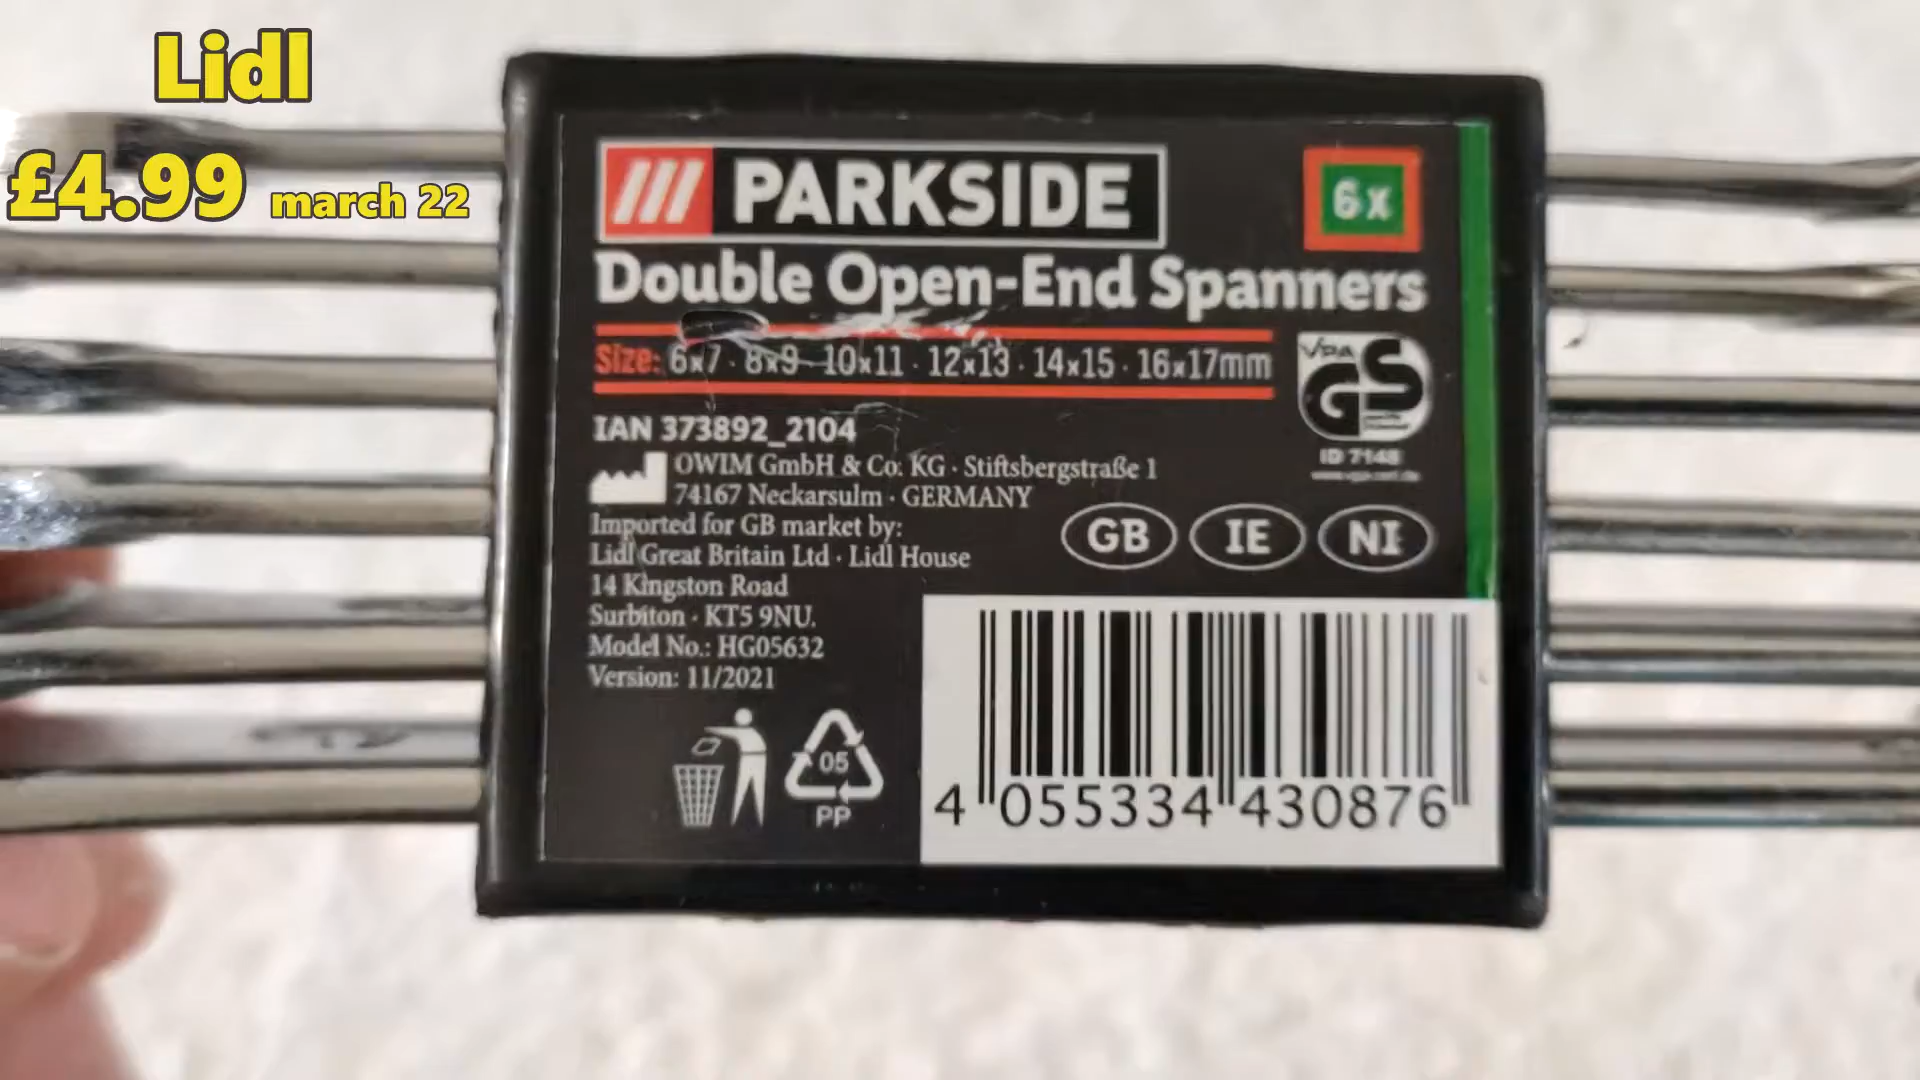 Lidl
£4.99 march 22
PARKSIDE
6x
Double Open-End Spanners
Size: 6x7 · 8x9 10x11 · 12x13 · 14x15 · 16x17mm
VPA
GS
IAN 373892_2104
ID 7148
OWIM GmbH & Co. KG · Stiftsbergstraße 1
74167 Neckarsulm · GERMANY
Imported for GB market by:
GB IE NI
Lidl Great Britain Ltd · Lidl House
14 Kingston Road
Surbiton · KT5 9NU.
Model No.: HG05632
Version: 11/2021
05
PP
4 055334 430876